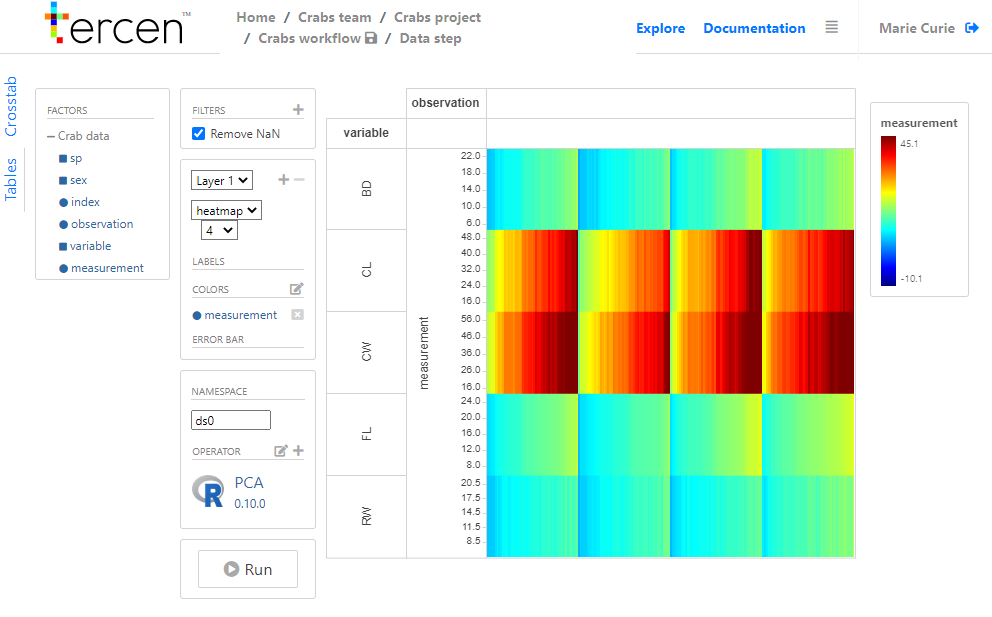 tercen™
Home / Crabs team / Crabs project
/ Crabs workflow / Data step
Explore Documentation
Marie Curie
Crosstab
Tables
FACTORS
Crab data
sp
sex
index
observation
variable
measurement
FILTERS
Remove NaN
Layer 1
heatmap
4
LABELS
COLORS
measurement
ERROR BAR
NAMESPACE
ds0
OPERATOR
R
PCA
0.10.0
Run
observation
variable
measurement
BD
22.0
18.0
14.0
10.0
6.0
CL
48.0
40.0
32.0
24.0
16.0
CW
56.0
46.0
36.0
26.0
16.0
FL
24.0
20.0
16.0
12.0
8.0
RW
20.5
17.5
14.5
11.5
8.5
measurement
45.1
-10.1